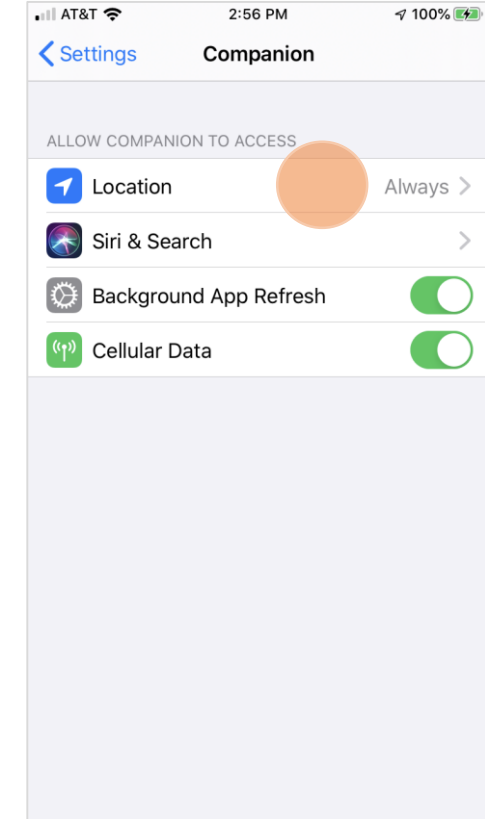 AT&T 2:56 PM 100%
Settings Companion
ALLOW COMPANION TO ACCESS
Location Always
Siri & Search
Background App Refresh
Cellular Data